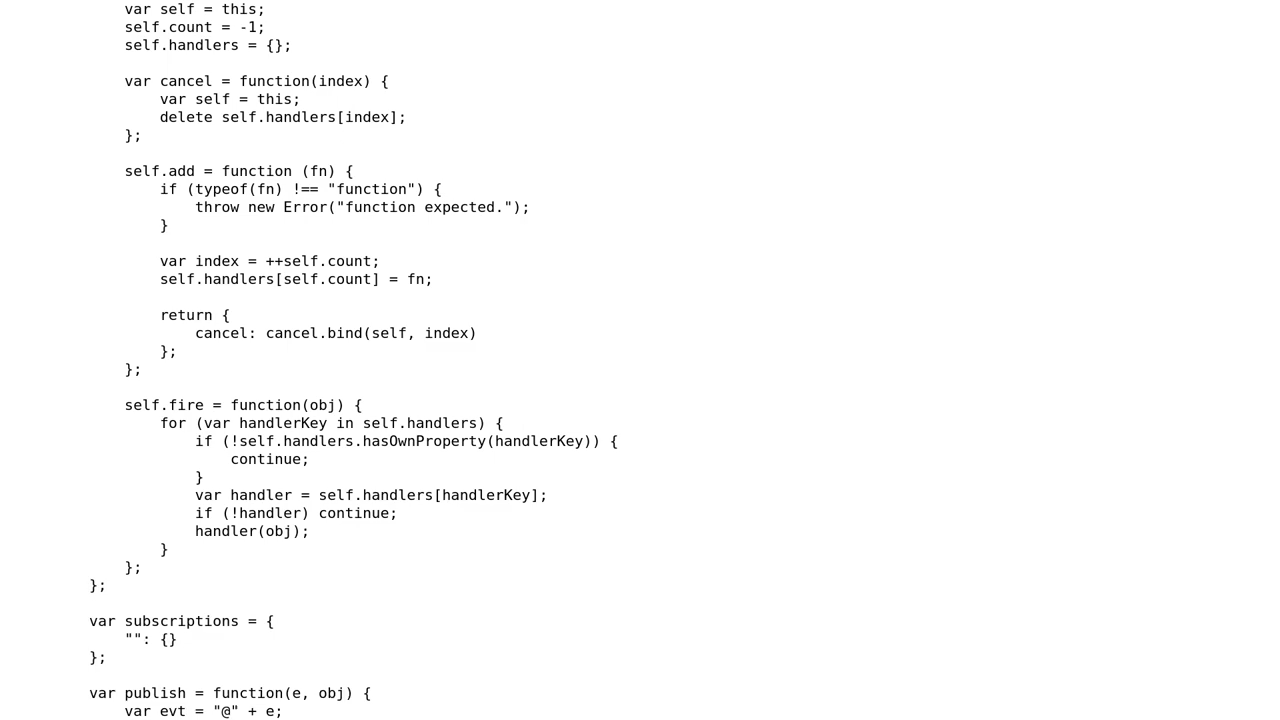 var self = this;
self.count = -1;
self.handlers = {};
var cancel = function(index) {
var self = this;
delete self.handlers[index];
};
self.add = function (fn) {
if (typeof(fn) !== "function") {
throw new Error("function expected.");
}
var index = ++self.count;
self.handlers[self.count] = fn;
return {
cancel: cancel.bind(self, index)
};
};
self.fire = function(obj) {
for (var handlerKey in self.handlers) {
if (!self.handlers.hasOwnProperty(handlerKey)) {
continue;
}
var handler = self.handlers[handlerKey];
if (!handler) continue;
handler(obj);
}
};
};
var subscriptions = {
"": {}
};
var publish = function(e, obj) {
var evt = "@" + e;